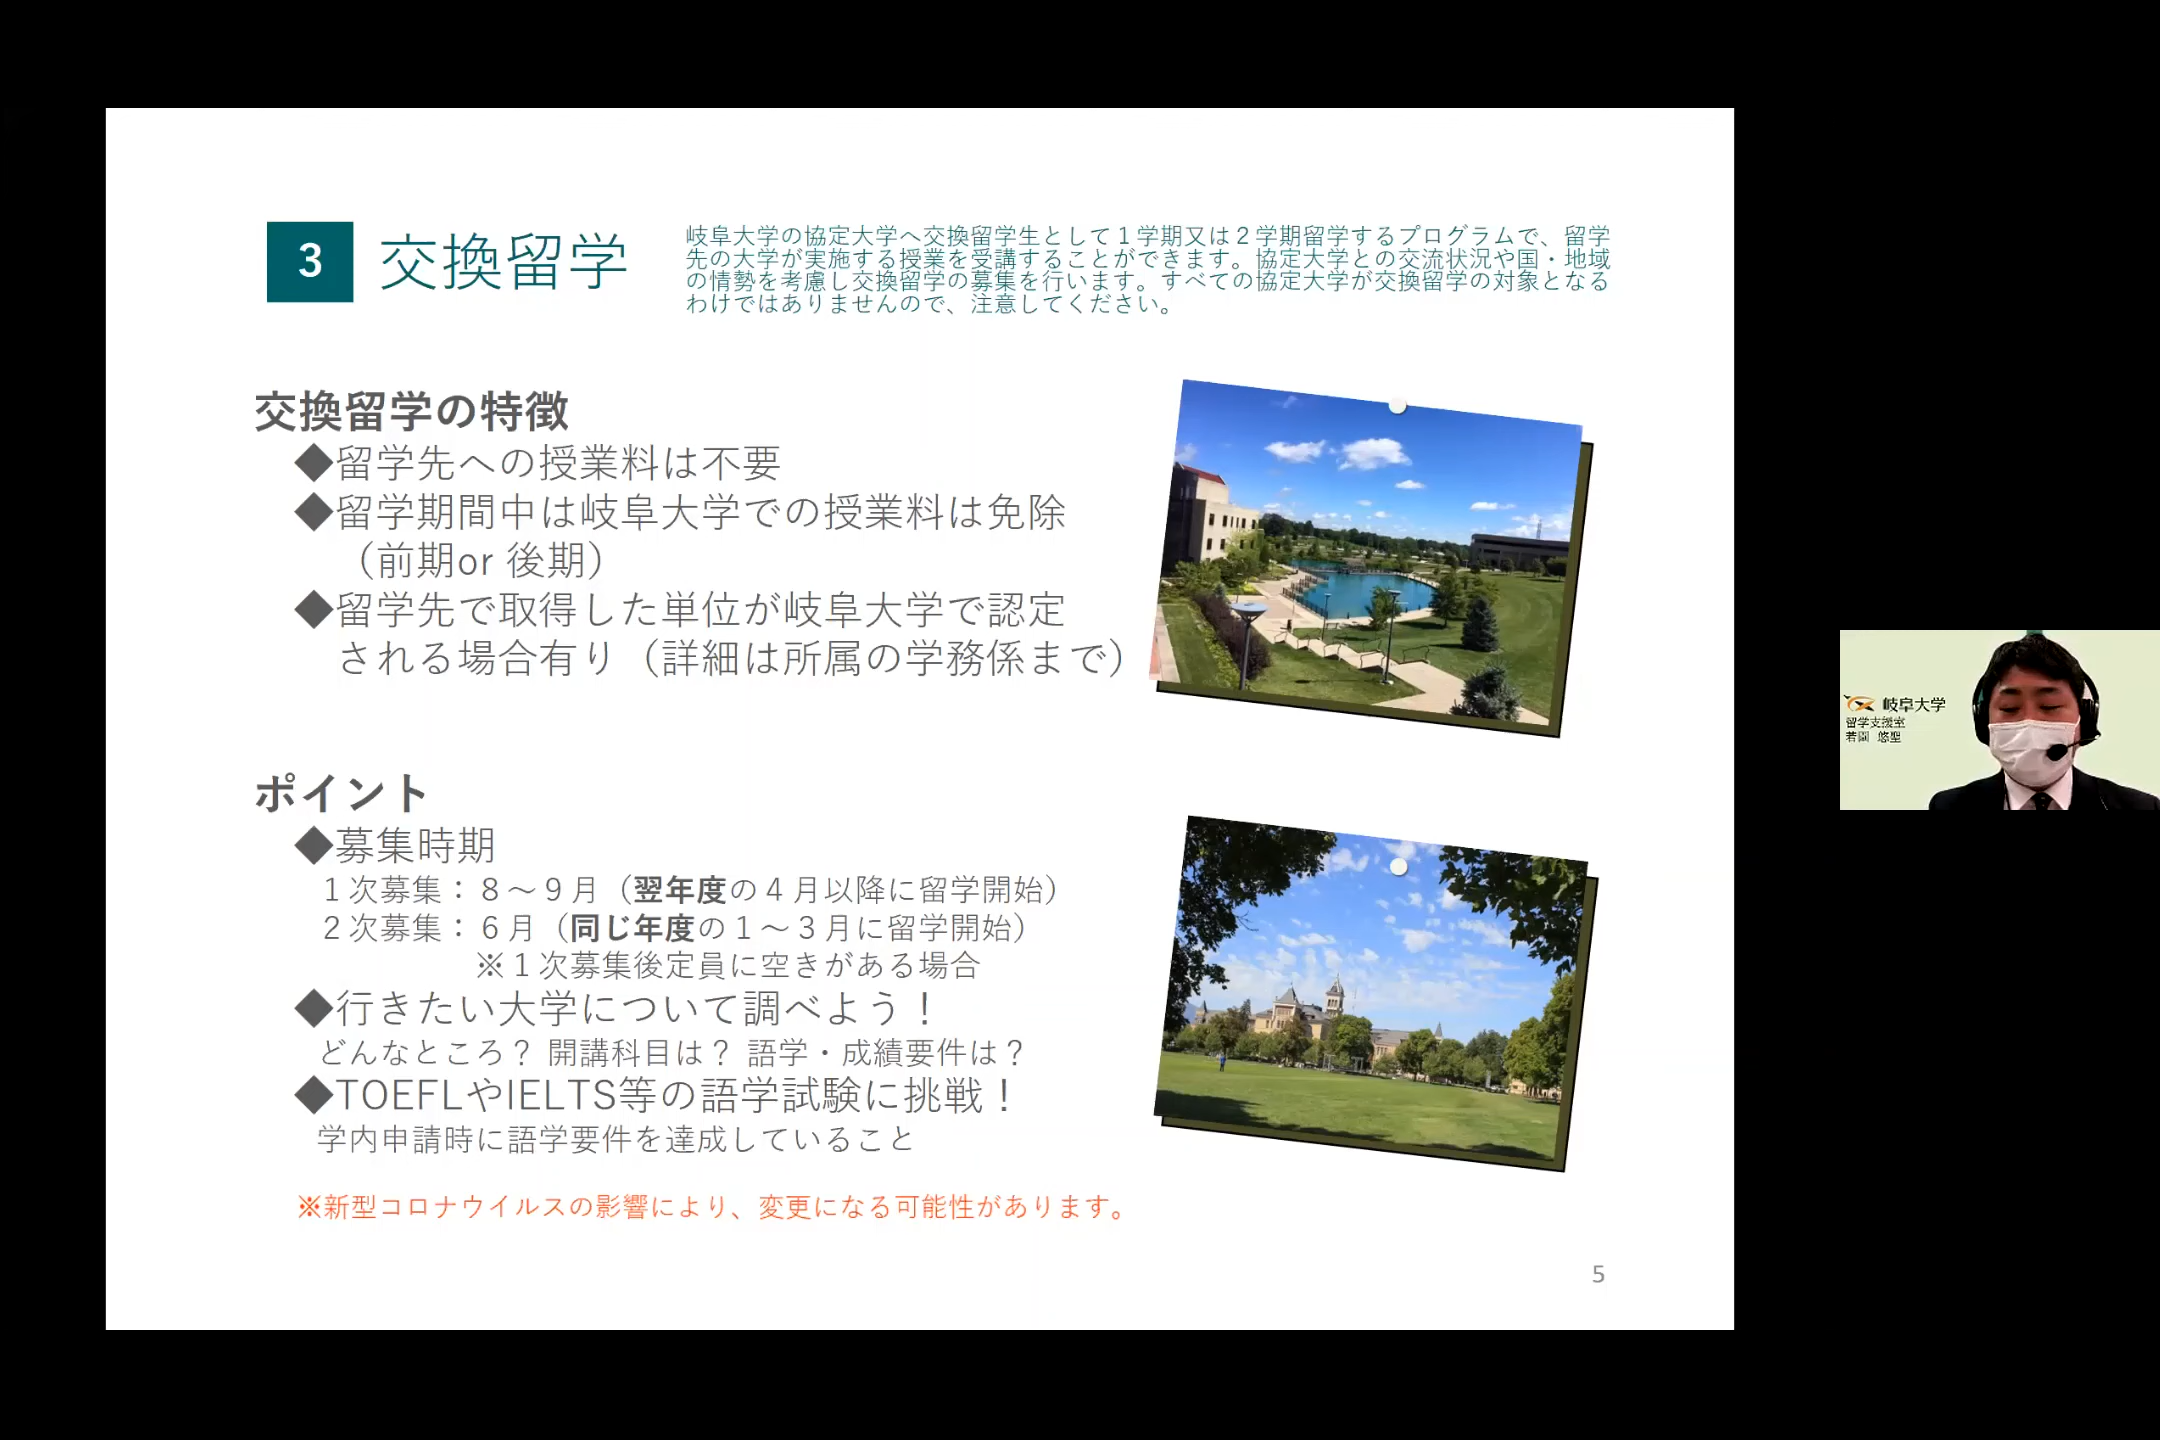 3 交換留学
岐阜大学の協定大学へ交換留学生として１学期又は２学期留学するプログラムで、留学
先の大学が実施する授業を受講することができます。協定大学との交流状況や国・地域
の情勢を考慮し交換留学の募集を行います。すべての協定大学が交換留学の対象となる
わけではありませんので、注意してください。
交換留学の特徴
◆留学先への授業料は不要
◆留学期間中は岐阜大学での授業料は免除
（前期or 後期）
◆留学先で取得した単位が岐阜大学で認定
される場合有り（詳細は所属の学務係まで）
ポイント
◆募集時期
１次募集：８～９月（翌年度の４月以降に留学開始）
２次募集：６月（同じ年度の１～３月に留学開始）
※１次募集後定員に空きがある場合
◆行きたい大学について調べよう！
どんなところ？ 開講科目は？ 語学・成績要件は？
◆TOEFLやIELTS等の語学試験に挑戦！
学内申請時に語学要件を達成していること
※新型コロナウイルスの影響により、変更になる可能性があります。
5
岐阜大学
留学支援室
悠聖